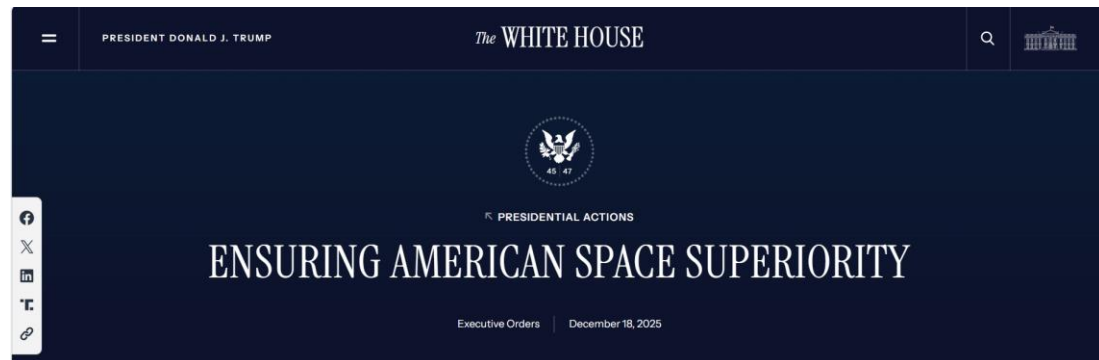 PRESIDENT DONALD J. TRUMP
The WHITE HOUSE
45 47
PRESIDENTIAL ACTIONS
ENSURING AMERICAN SPACE SUPERIORITY
Executive Orders | December 18, 2025